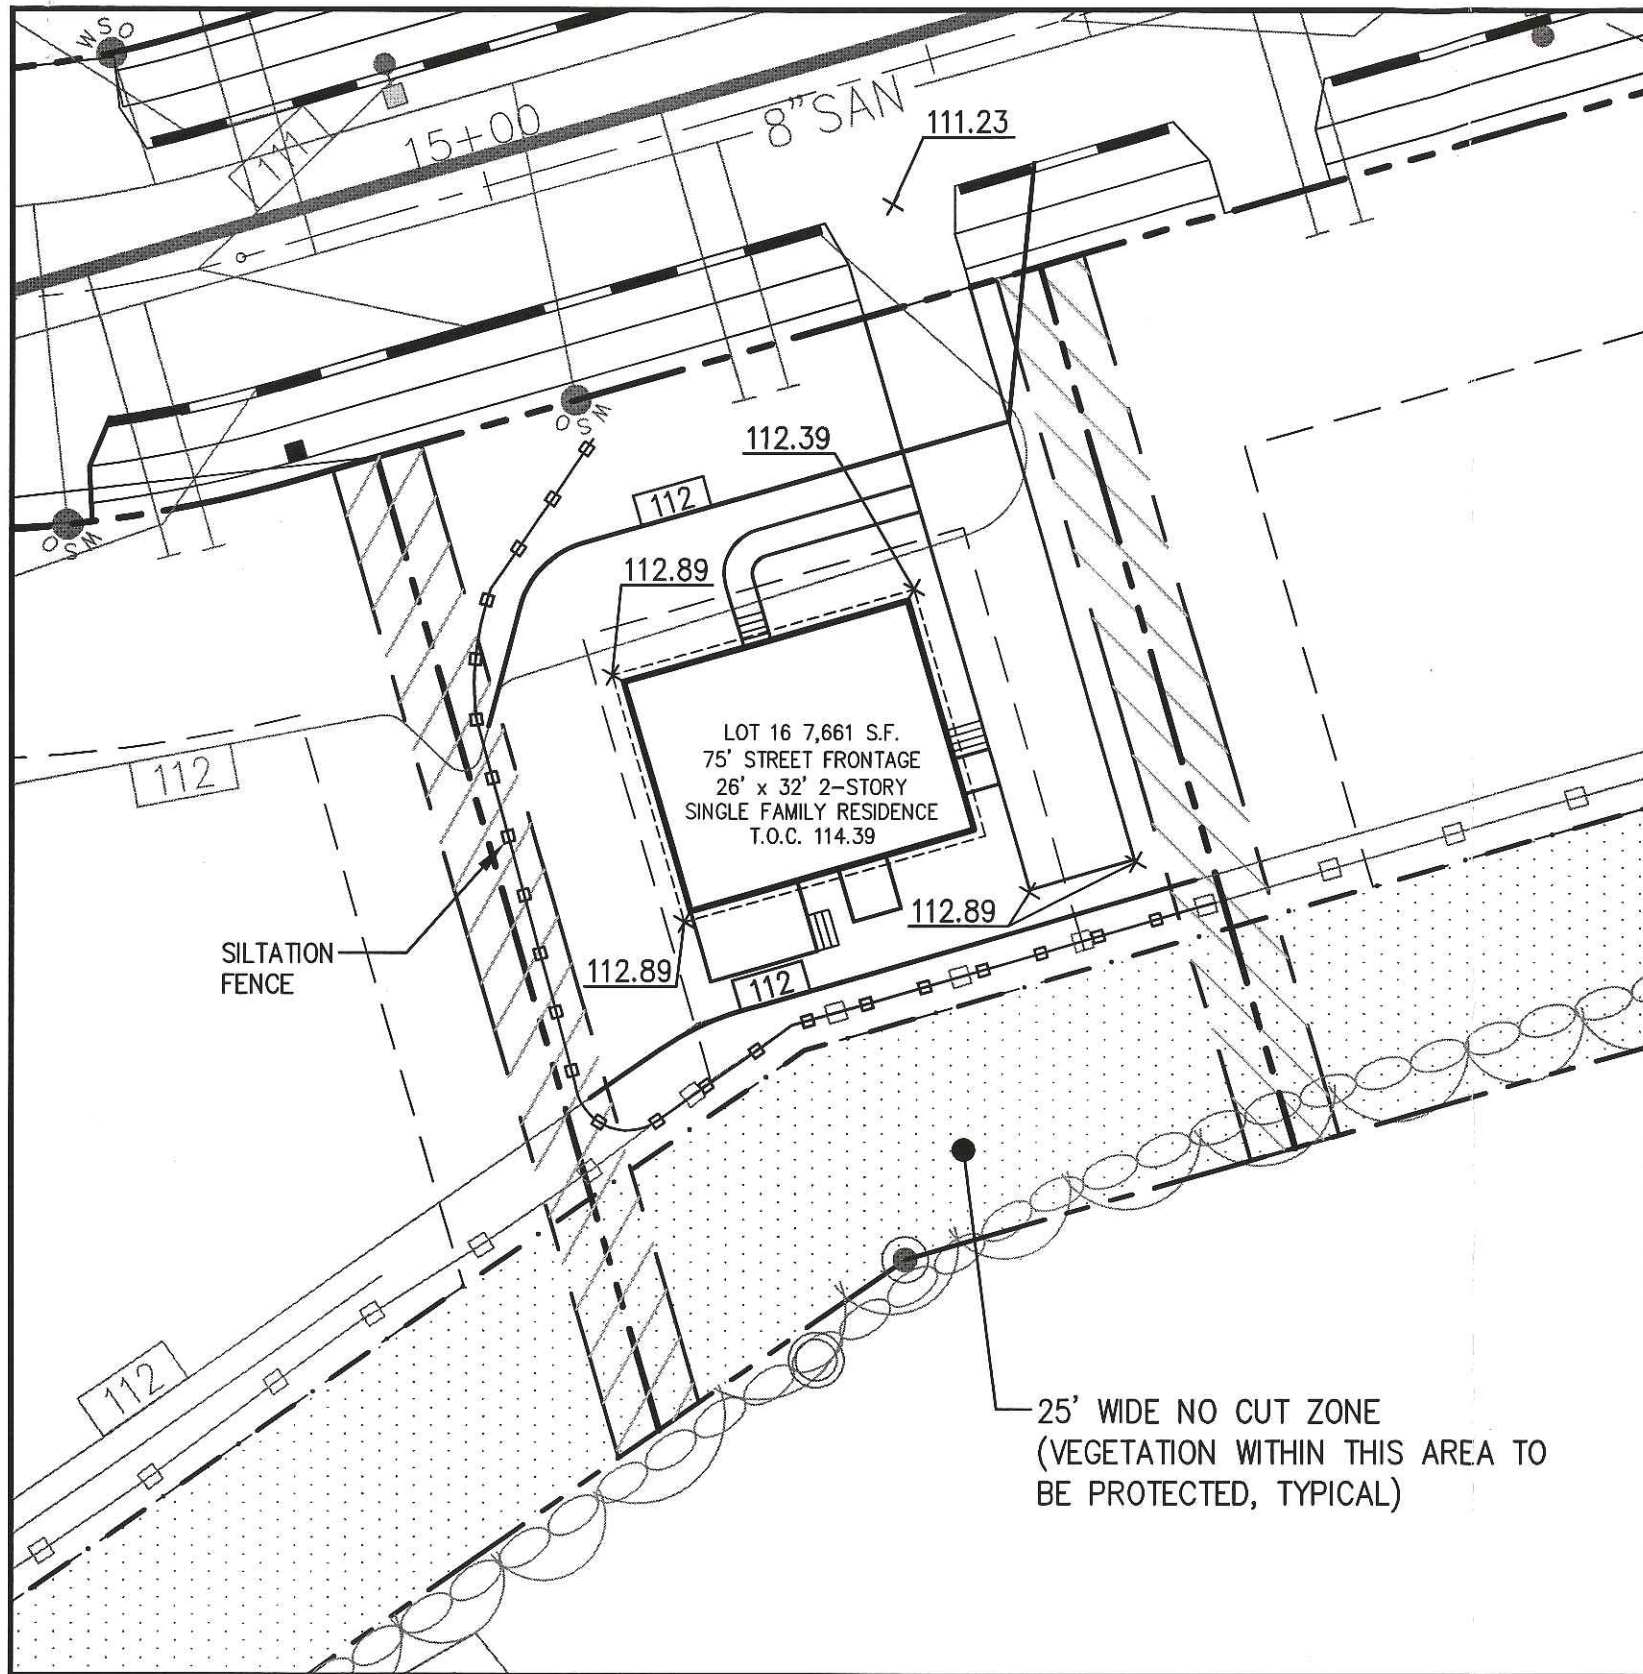 WSO
111
15+00
8"SAN
111.23
WSO
WSO
112.39
112
112.89
LOT 16 7,661 S.F.
75' STREET FRONTAGE
26' x 32' 2-STORY
SINGLE FAMILY RESIDENCE
T.O.C. 114.39
112
SILTATION
FENCE
112.89
112.89
112
112
25' WIDE NO CUT ZONE
(VEGETATION WITHIN THIS AREA TO
BE PROTECTED, TYPICAL)